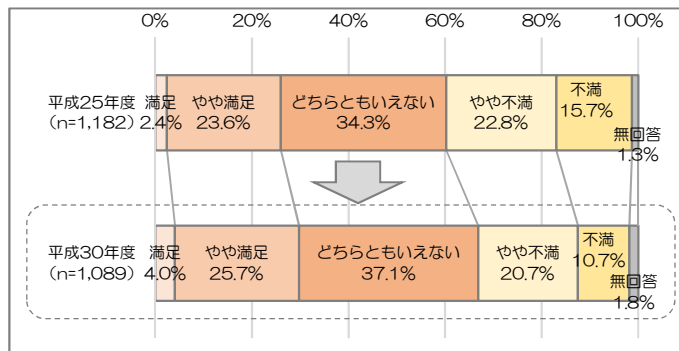 0% 20% 40% 60% 80% 100%
平成25年度 満足 やや満足 どちらともいえない やや不満 不満
(n=1,182) 2.4% 23.6% 34.3% 22.8% 15.7%
無回答
1.3%
平成30年度 満足 やや満足 どちらともいえない やや不満 不満
(n=1,089) 4.0% 25.7% 37.1% 20.7% 10.7%
無回答
1.8%